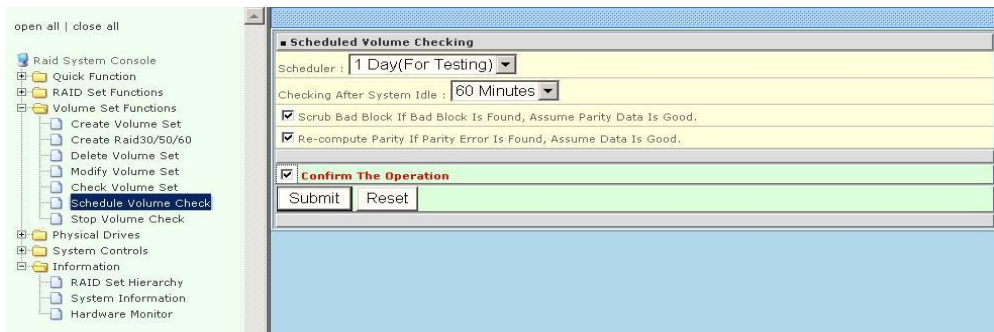 open all | close all
Raid System Console
Quick Function
RAID Set Functions
Volume Set Functions
Create Volume Set
Create Raid30/50/60
Delete Volume Set
Modify Volume Set
Check Volume Set
Schedule Volume Check
Stop Volume Check
Physical Drives
System Controls
Information
RAID Set Hierarchy
System Information
Hardware Monitor
Scheduled Volume Checking
Scheduler : 1 Day(For Testing)
Checking After System Idle : 60 Minutes
Scrub Bad Block If Bad Block Is Found, Assume Parity Data Is Good.
Re-compute Parity If Parity Error Is Found, Assume Data Is Good.
Confirm The Operation
Submit Reset